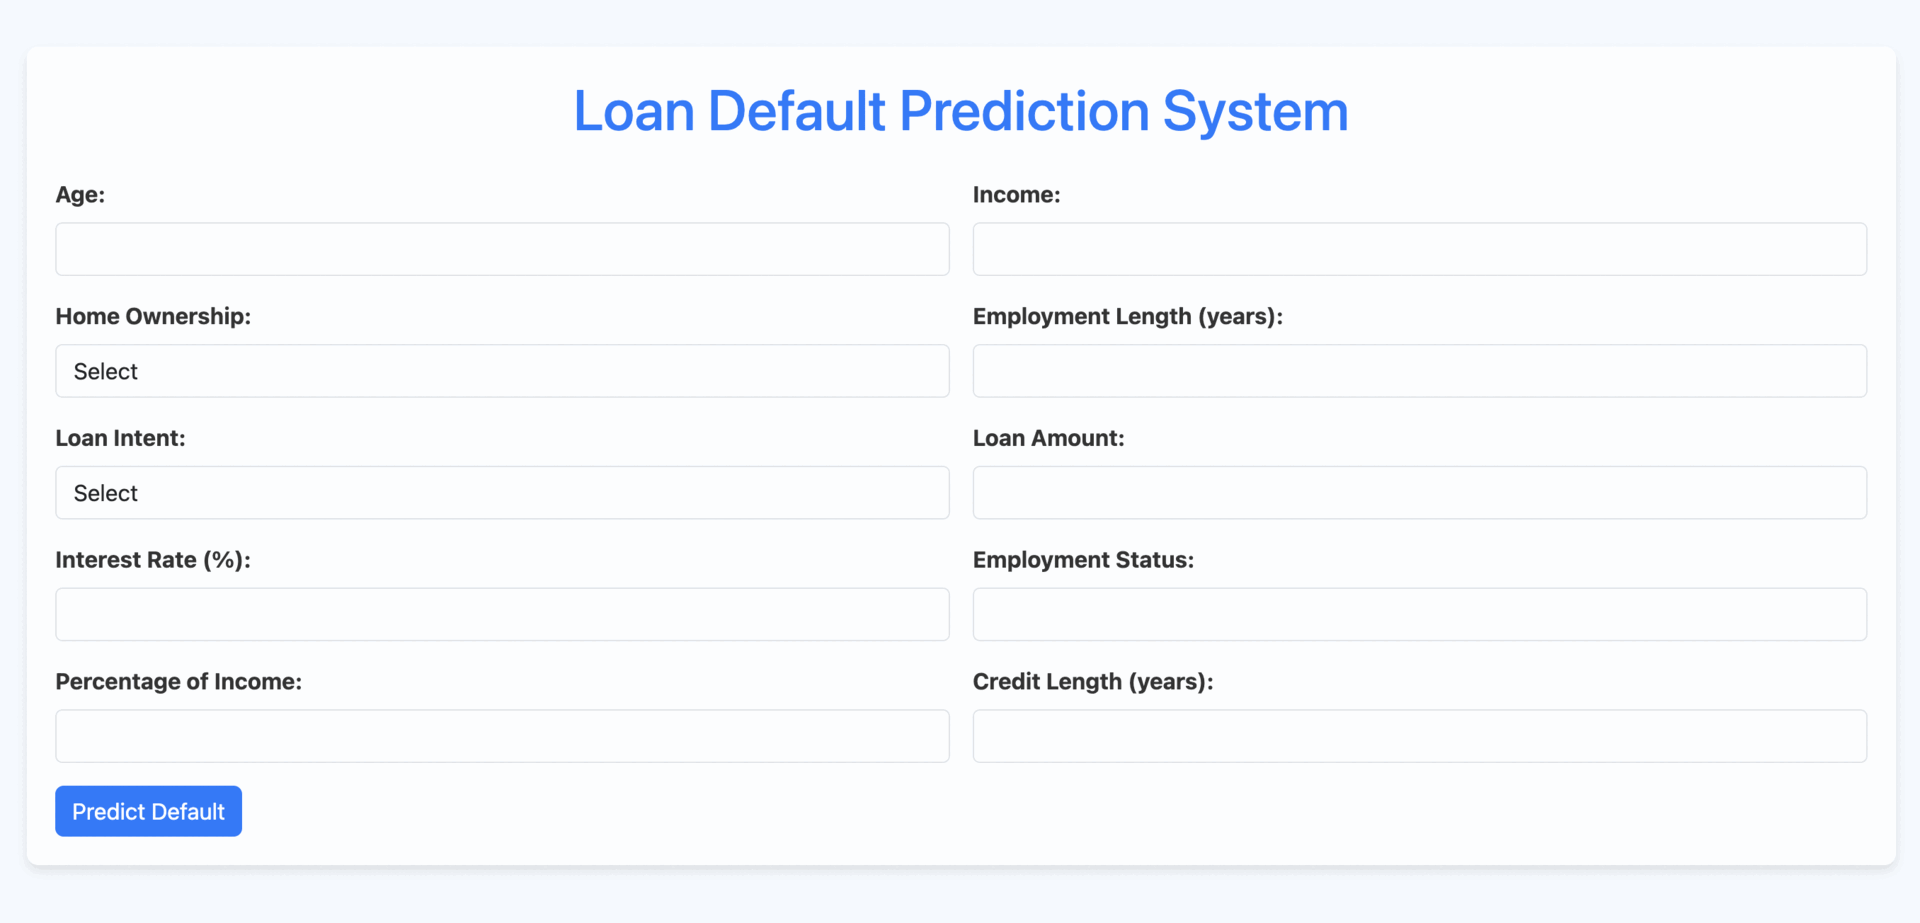 Loan Default Prediction System
Age:
Income:
Home Ownership:
Employment Length (years):
Select
Loan Intent:
Loan Amount:
Select
Interest Rate (%):
Employment Status:
Percentage of Income:
Credit Length (years):
Predict Default